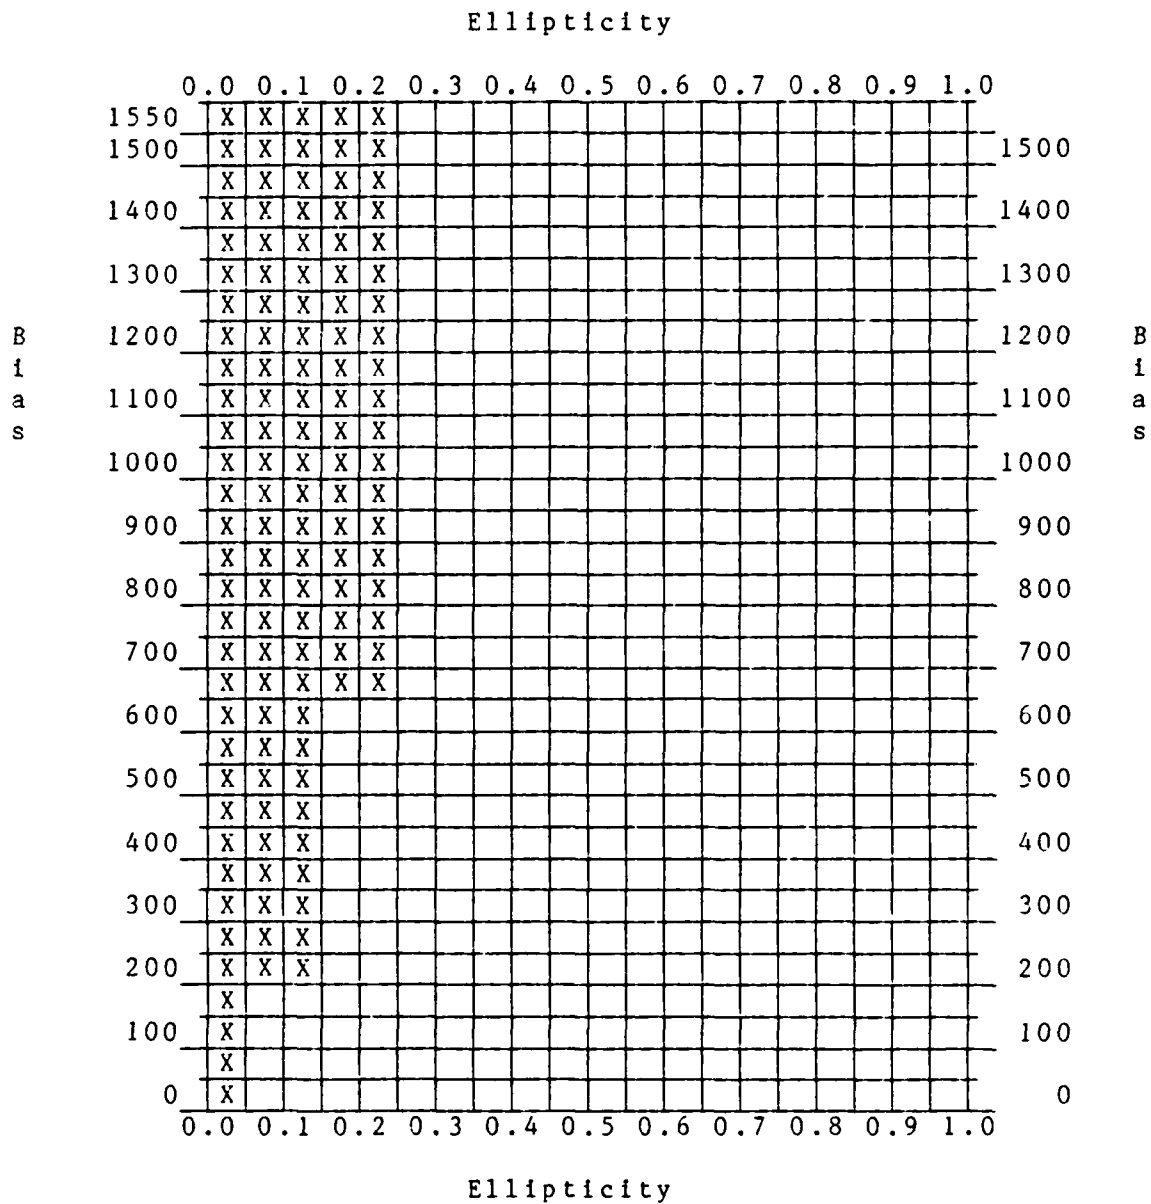 Ellipticity
0.0 0.1 0.2 0.3 0.4 0.5 0.6 0.7 0.8 0.9 1.0
1550 X X X X X
1500 X X X X X 1500
X X X X X
1400 X X X X X 1400
X X X X X
1300 X X X X X 1300
X X X X X
B 1200 X X X X X 1200 B
i X X X X X i
a 1100 X X X X X 1100 a
s X X X X X s
1000 X X X X X 1000
X X X X X
900 X X X X X 900
X X X X X
800 X X X X X 800
X X X X X
700 X X X X X 700
X X X X X
600 X X X 600
X X X
500 X X X 500
X X X
400 X X X 400
X X X
300 X X X 300
X X X
200 X X X 200
X
100 X 100
X
0 X 0
0.0 0.1 0.2 0.3 0.4 0.5 0.6 0.7 0.8 0.9 1.0
Ellipticity